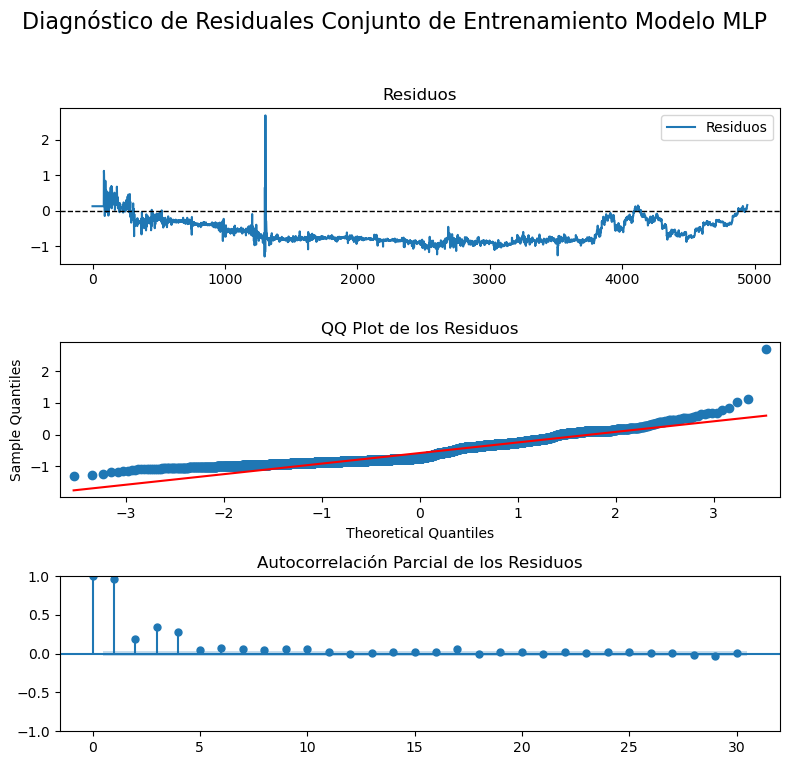 Diagnóstico de Residuales Conjunto de Entrenamiento Modelo MLP
Residuos
Residuos
2
1
0
−1
0 1000 2000 3000 4000 5000
QQ Plot de los Residuos
Sample Quantiles
2
1
0
−1
−3 −2 −1 0 1 2 3
Theoretical Quantiles
Autocorrelación Parcial de los Residuos
1.0
0.5
0.0
−0.5
−1.0
0 5 10 15 20 25 30